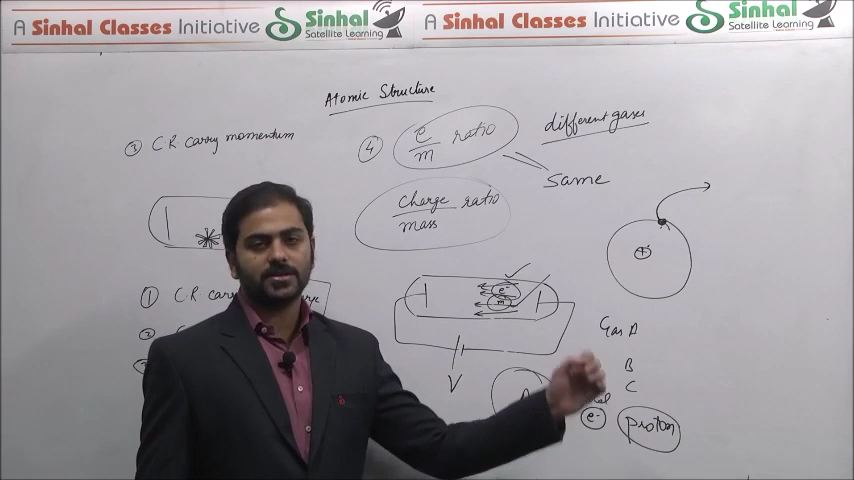 A Sinhal Classes Initiative
Sinhal
Satellite Learning
A Sinhal Classes Initiative
Sinhal
Satellite Learning
Atomic Structure
③ C.R. carry momentum
④ e/m ratio
different gases
Same
charge/mass ratio
+
① C.R carry
②
e-
m
V
Gas A
B
C
e-
Proton